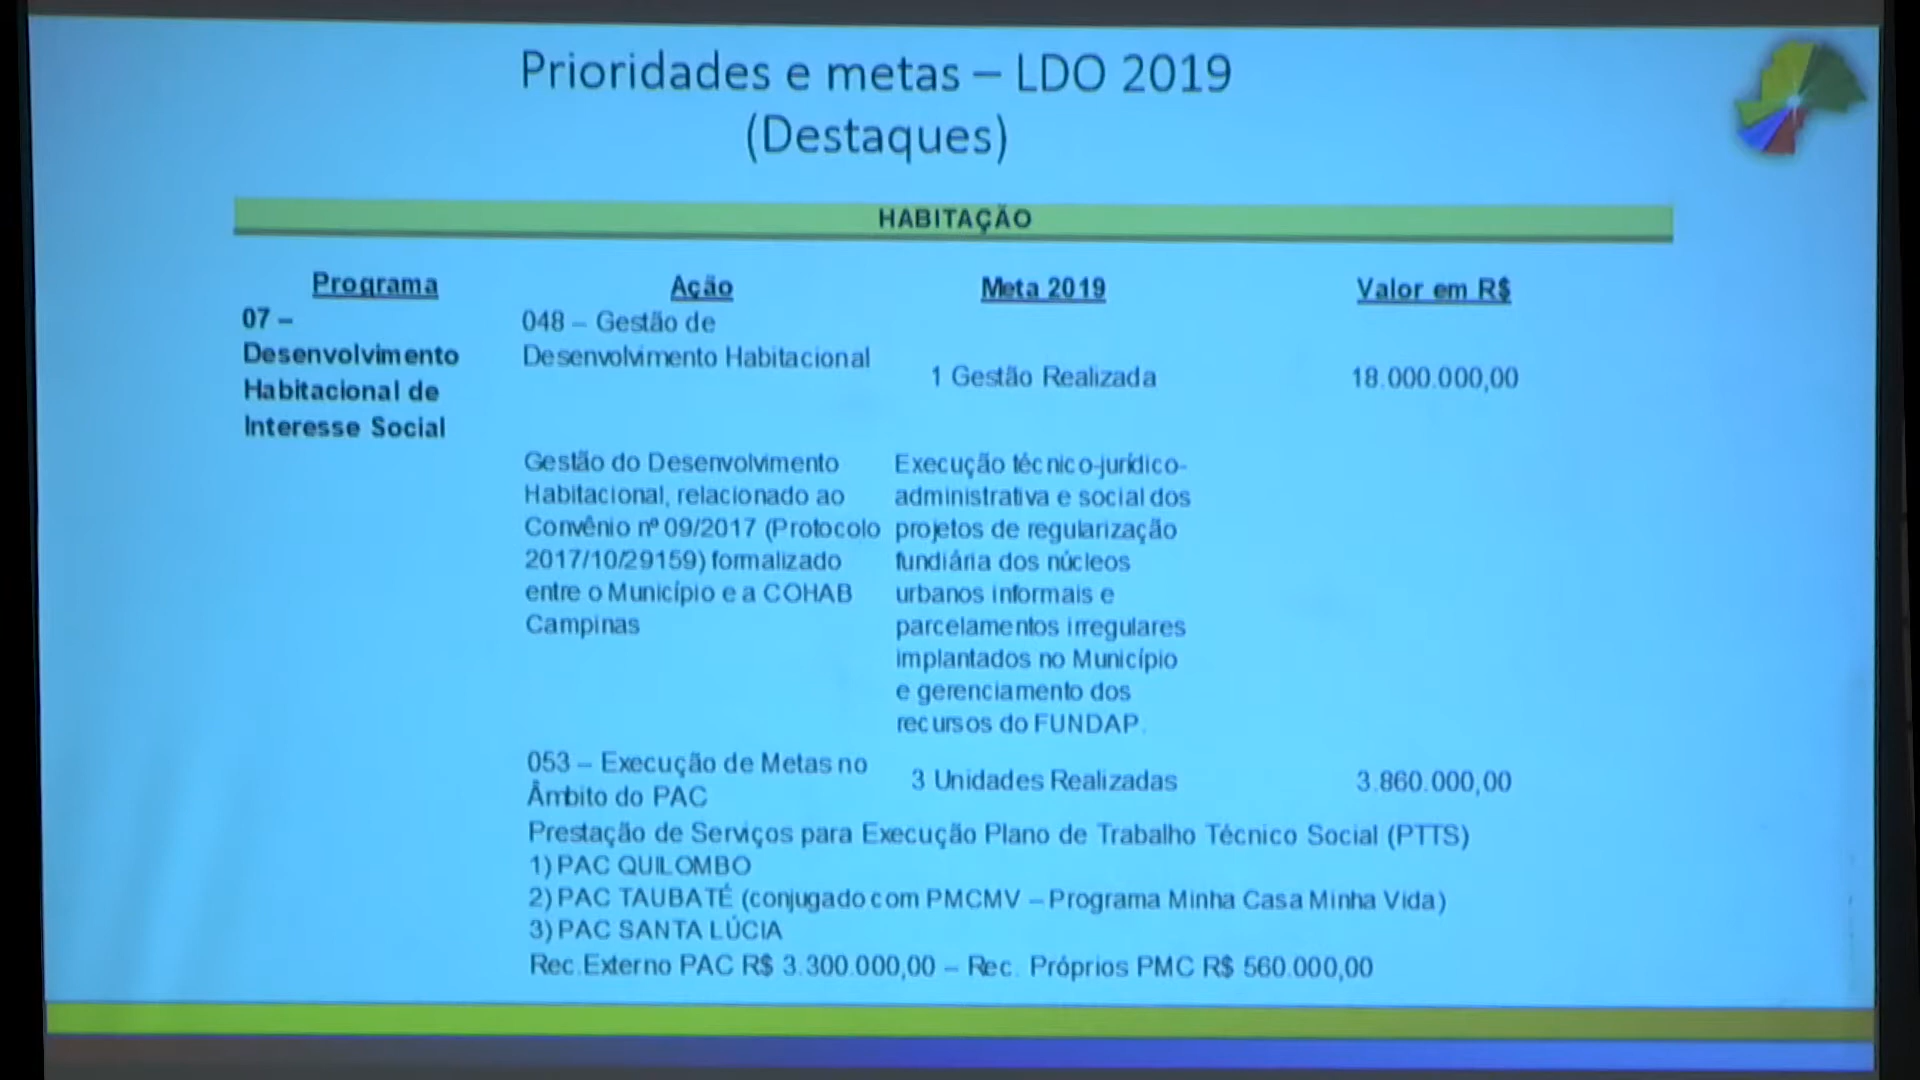 Prioridades e metas – LDO 2019
(Destaques)
HABITAÇÃO
Programa Ação Meta 2019 Valor em R$
07 –
Desenvolvimento
Habitacional de
Interesse Social
048 – Gestão de
Desenvolvimento Habitacional
1 Gestão Realizada
18.000.000,00
Gestão do Desenvolvimento
Habitacional, relacionado ao
Convênio nº 09/2017 (Protocolo
2017/10/29159) formalizado
entre o Município e a COHAB
Campinas
Execução técnico-jurídico-
administrativa e social dos
projetos de regularização
fundiária dos núcleos
urbanos informais e
parcelamentos irregulares
implantados no Município
e gerenciamento dos
recursos do FUNDAP.
053 – Execução de Metas no
Âmbito do PAC
3 Unidades Realizadas
3.860.000,00
Prestação de Serviços para Execução Plano de Trabalho Técnico Social (PTTS)
1) PAC QUILOMBO
2) PAC TAUBATÉ (conjugado com PMCMV – Programa Minha Casa Minha Vida)
3) PAC SANTA LÚCIA
Rec.Externo PAC R$ 3.300.000,00 – Rec. Próprios PMC R$ 560.000,00